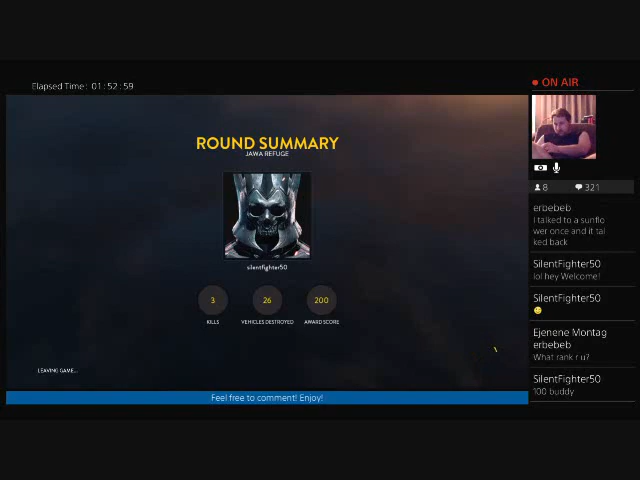 Elapsed Time: 01:52:59
ON AIR
ROUND SUMMARY
JAWA REFUGE
silentfighter50
3
26
200
KILLS
VEHICLES DESTROYED
AWARD SCORE
LEAVING GAME...
Feel free to comment! Enjoy!
8
321
erbebeb
I talked to a sunflo
wer once and it tal
ked back
SilentFighter50
lol hey Welcome!
SilentFighter50
Ejenene Montag
erbebeb
What rank r u?
SilentFighter50
100 buddy